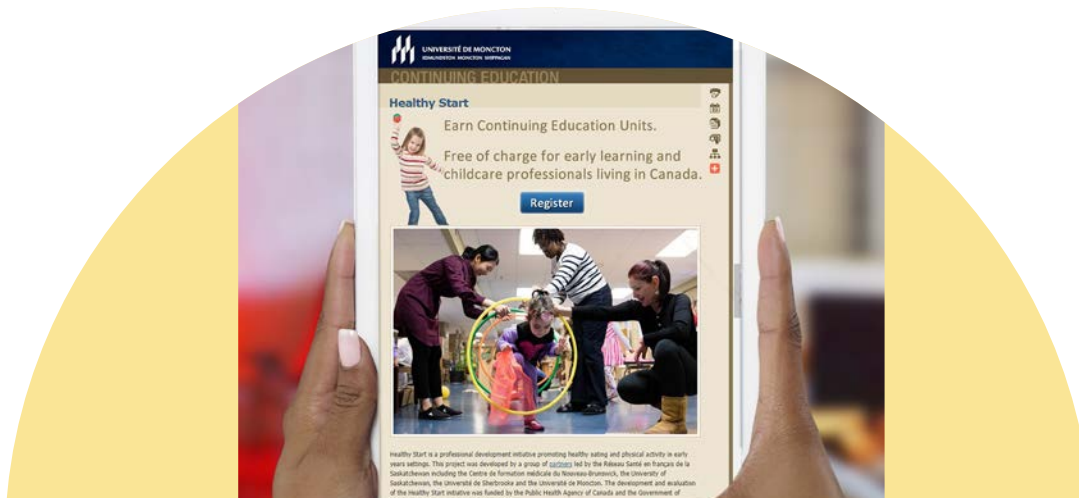 UNIVERSITÉ DE MONCTON
EDMUNDSTON MONCTON SHIPPAGAN
CONTINUING EDUCATION
Healthy Start
Earn Continuing Education Units.
Free of charge for early learning and
childcare professionals living in Canada.
Register
Healthy Start is a professional development initiative promoting healthy eating and physical activity in early
years settings. This project was developed by a group of partners led by the Réseau Santé en français de la
Saskatchewan including the Centre de formation médicale du Nouveau-Brunswick, the University of
Saskatchewan, the Université de Sherbrooke and the Université de Moncton. The development and evaluation
of the Healthy Start initiative was funded by the Public Health Agency of Canada and the Government of